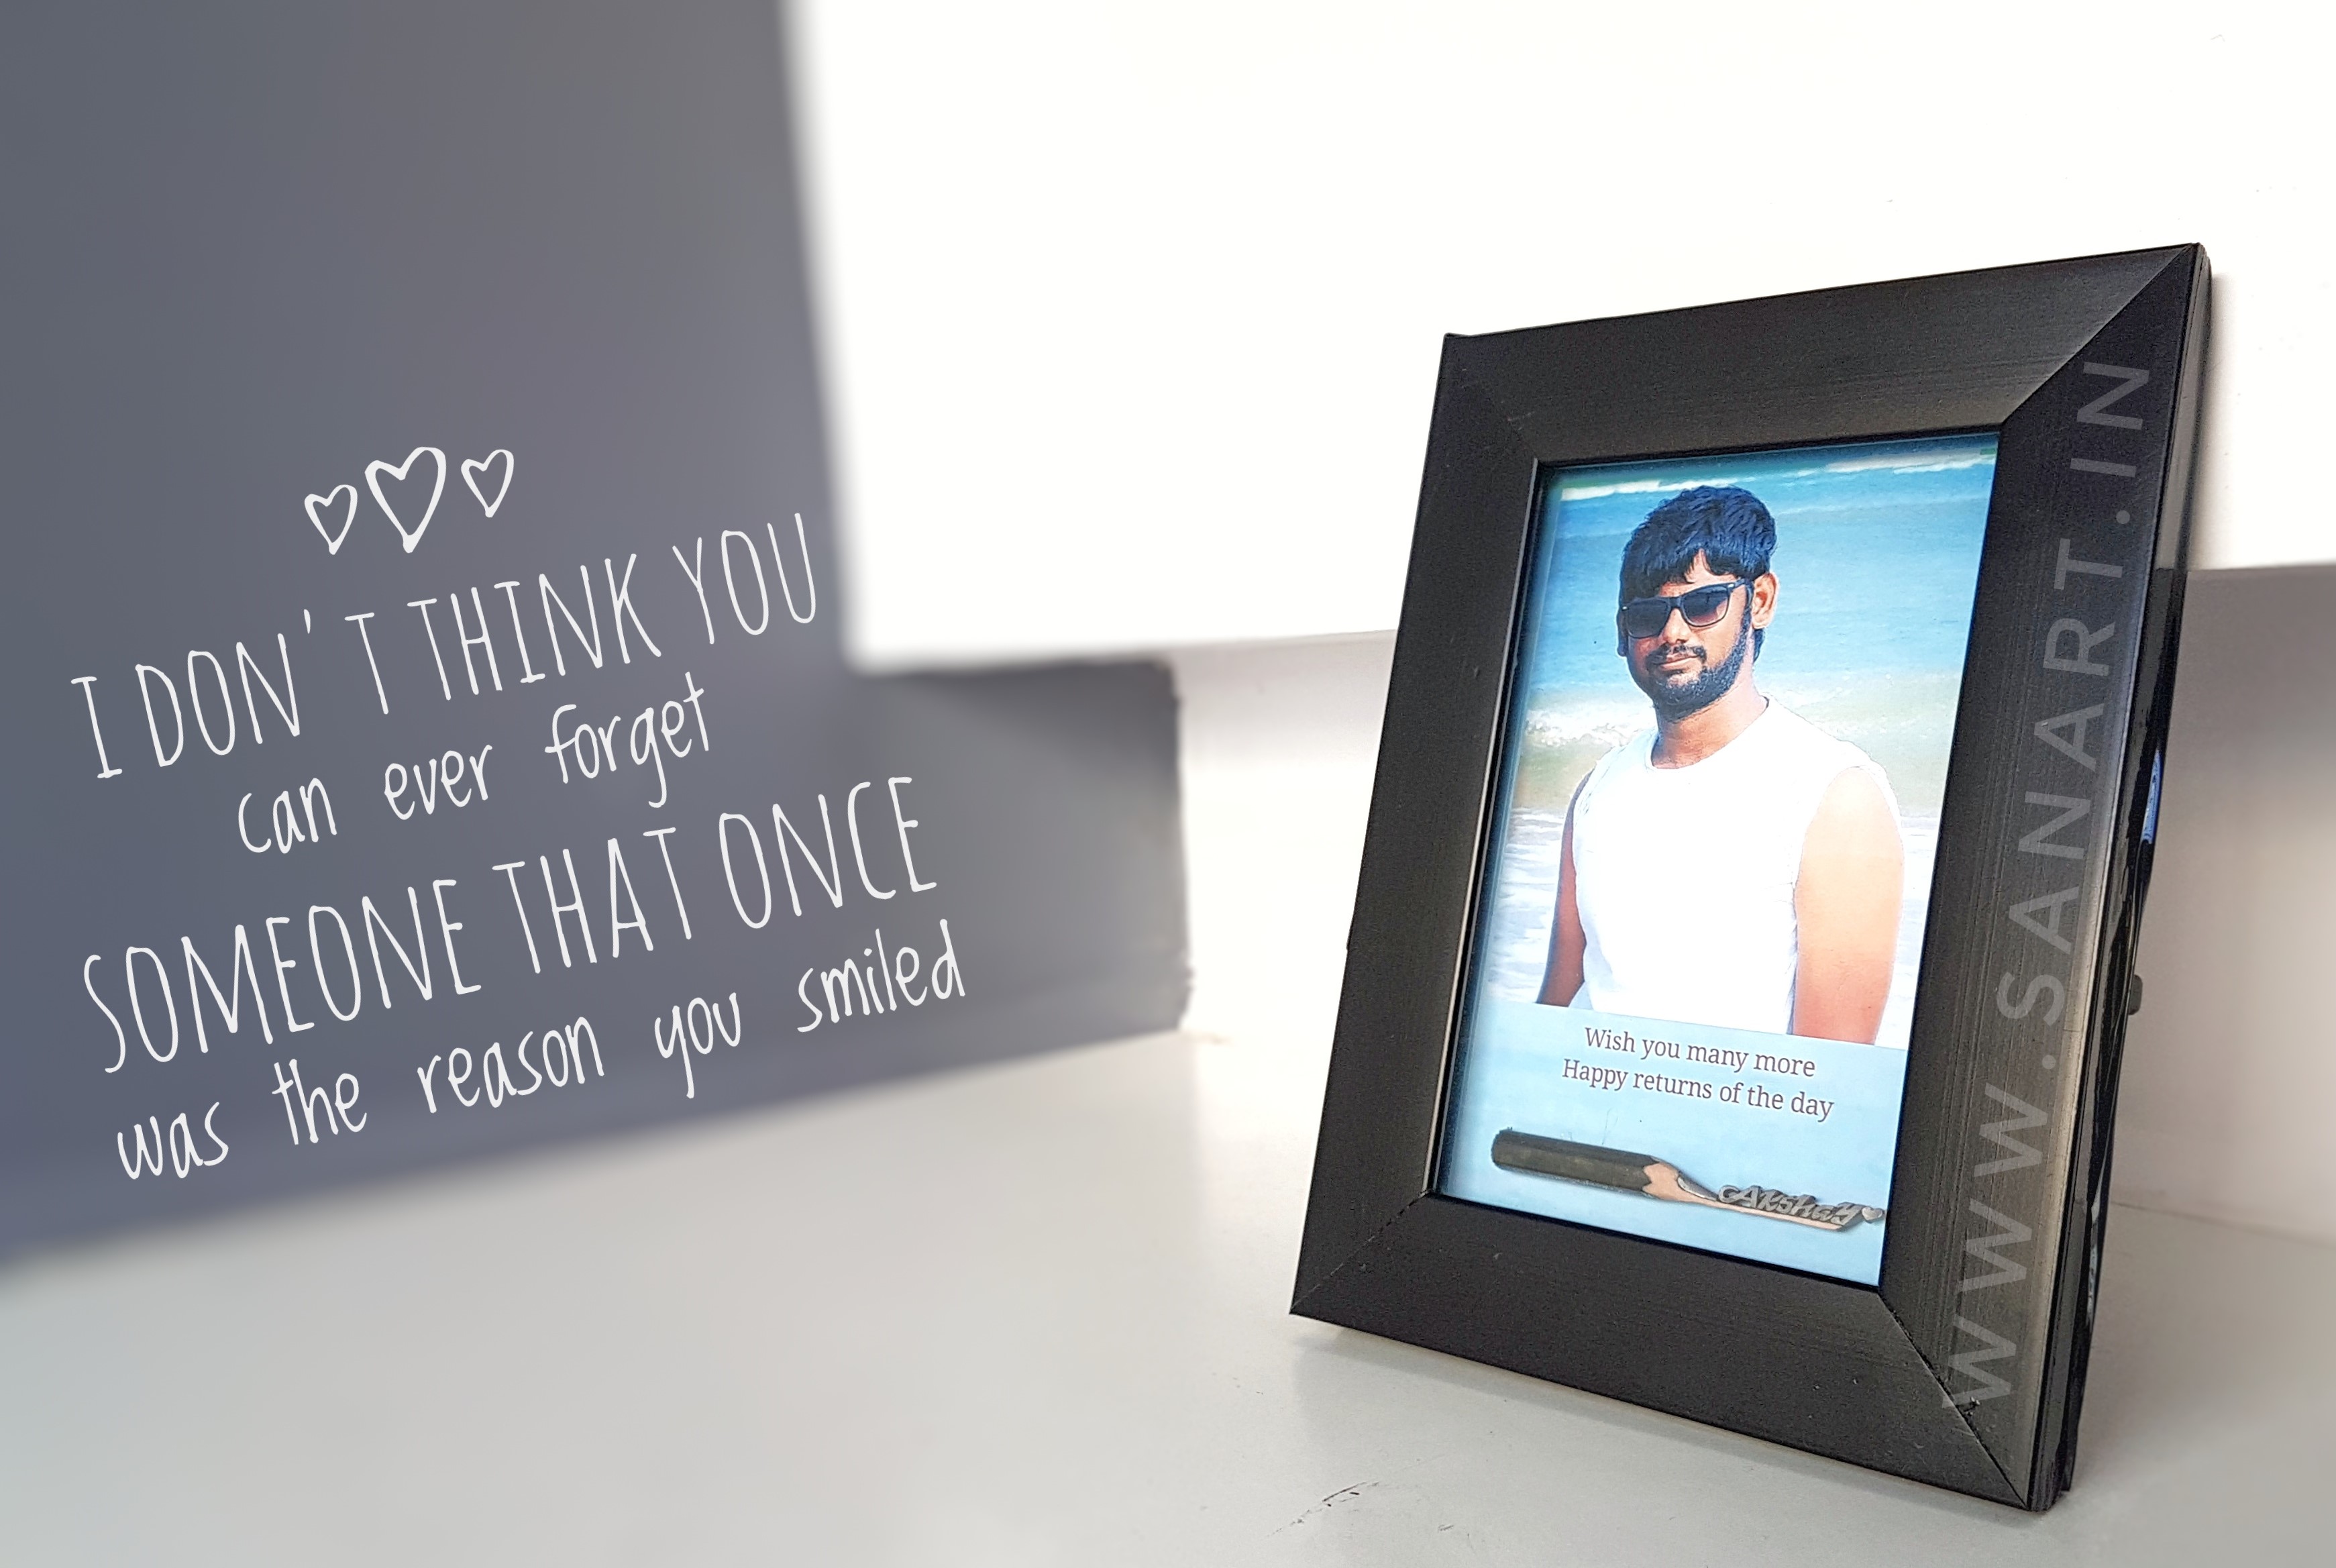 I DON'T THINK YOU
can ever forget
SOMEONE THAT ONCE
was the reason you smiled
Wish you many more
Happy returns of the day
Akshay
WWW.SANART.IN